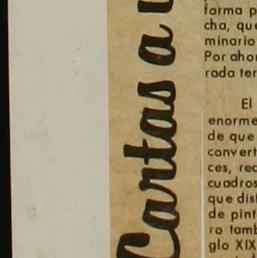 Cartas a
forma p
cha, que
minario
Por ahor
rada ter
El
enorme
de que
convert
ces, rec
cuadros
que dist
de pint
ro tamb
glo XIX